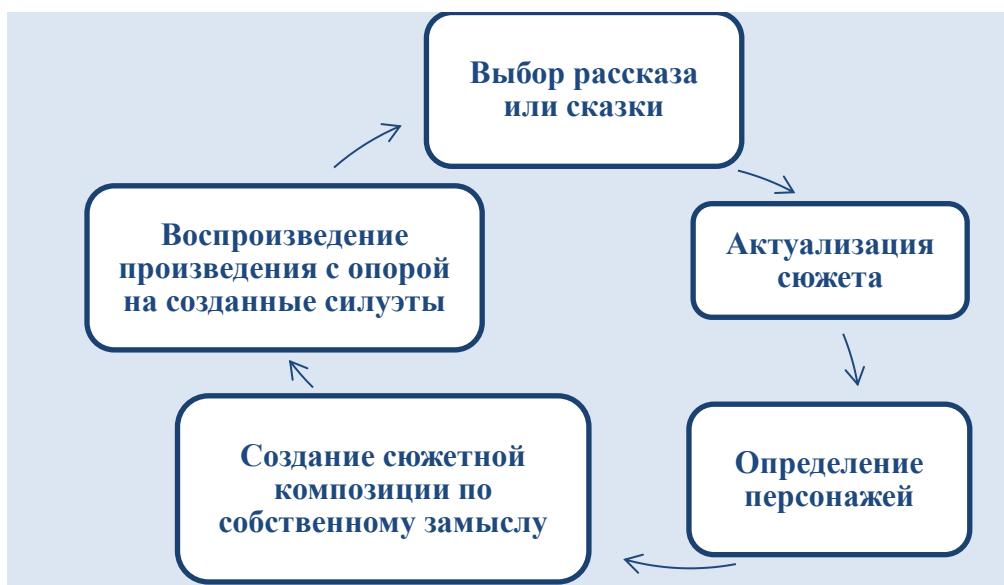 Выбор рассказа
или сказки
Актуализация
сюжета
Определение
персонажей
Создание сюжетной
композиции по
собственному замыслу
Воспроизведение
произведения с опорой
на созданные силуэты